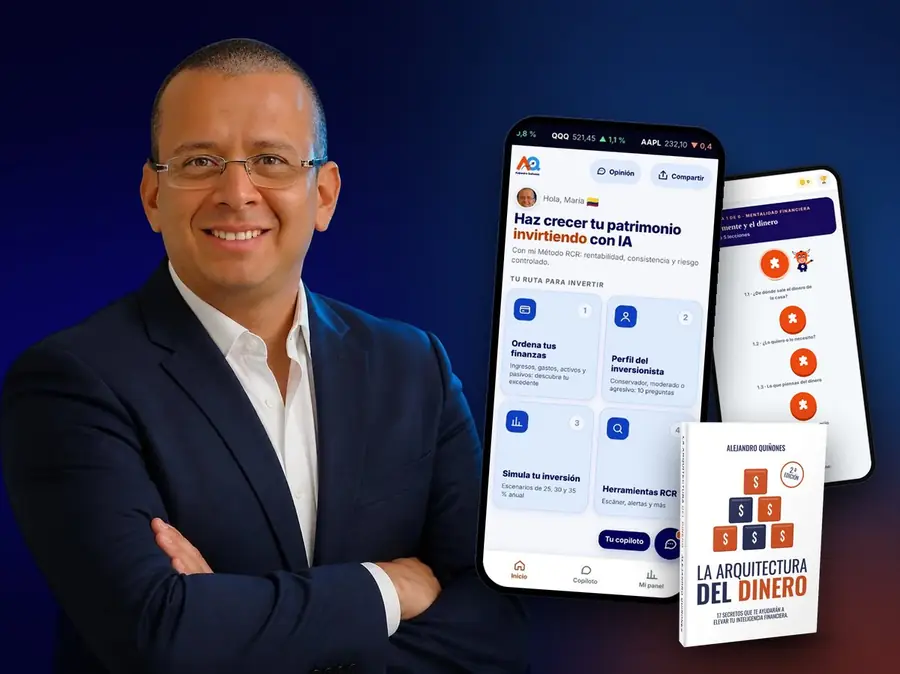 ,8 %
QQQ 521,45 ▲ 1,1 %
AAPL 232,10 ▼ 0,4
AQ
Alejandro Quiñones
Opinión
Compartir
Hola, María
Haz crecer tu patrimonio
invirtiendo con IA
Con mi Método RCR: rentabilidad, consistencia y riesgo
controlado.
TU RUTA PARA INVERTIR
1
Ordena tus
finanzas
Ingresos, gastos, activos y
pasivos: descubre tu
excedente
2
Perfil del
inversionista
Conservador, moderado o
agresivo: 10 preguntas
3
Simula tu inversión
Escenarios de 25, 30 y 35
% anual
4
Herramientas RCR
Escáner, alertas y más
Tu copiloto
Inicio
Copiloto
Mi panel
1 DE 6 - MENTALIDAD FINANCIERA
mente y el dinero
5 lecciones.
1.1 · ¿De dónde sale el dinero de
la casa?
1.2 · ¿Lo quiero o lo necesito?
1.3 · Lo que piensas del dinero
ALEJANDRO QUIÑONES
2ª
EDICIÓN
$
$ $
$ $ $
LA ARQUITECTURA
DEL DINERO
17 SECRETOS QUE TE AYUDARÁN A
ELEVAR TU INTELIGENCIA FINANCIERA.